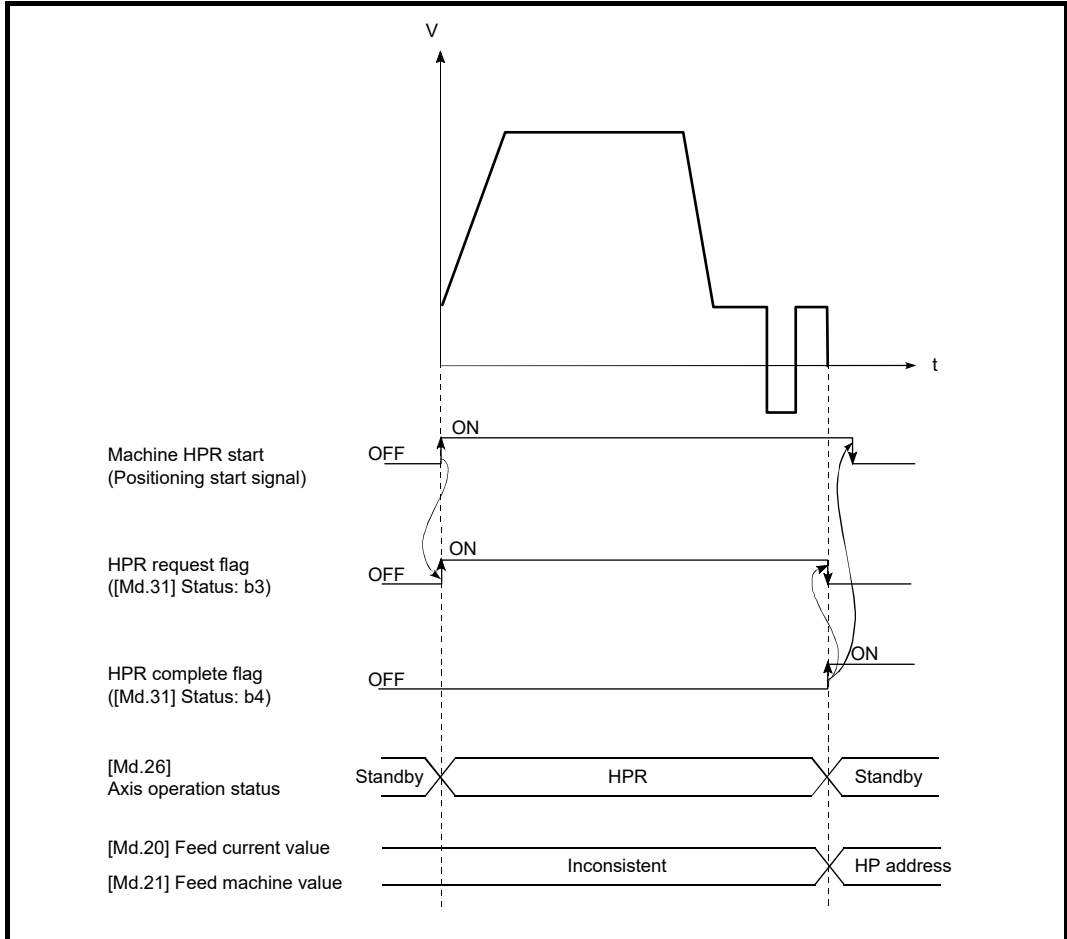 V
t
ON
Machine HPR start
(Positioning start signal)
OFF
ON
HPR request flag
([Md.31] Status: b3)
OFF
ON
HPR complete flag
([Md.31] Status: b4)
OFF
[Md.26]
Axis operation status
Standby
HPR
Standby
[Md.20] Feed current value
[Md.21] Feed machine value
Inconsistent
HP address